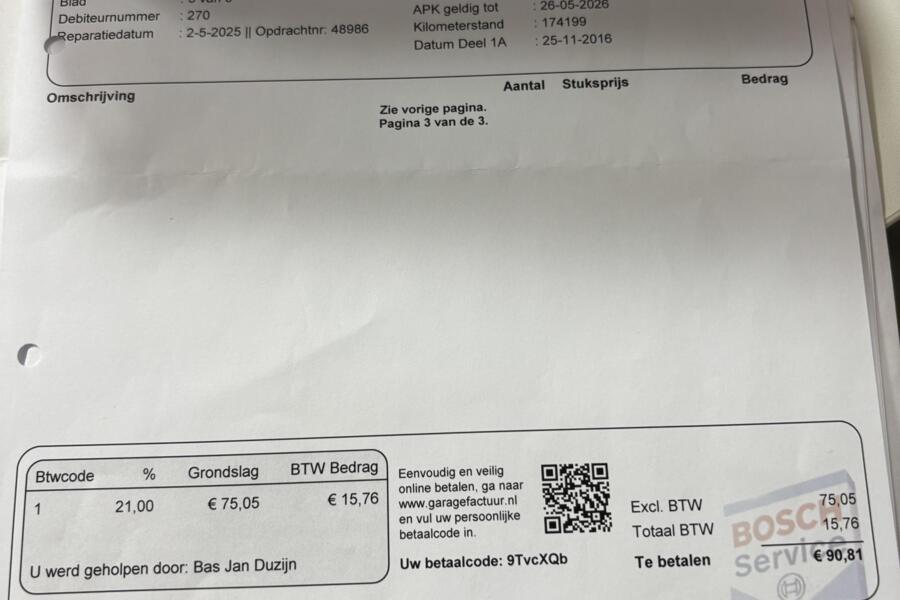 Blad
Debiteurnummer : 270
Reparatiedatum : 2-5-2025 || Opdrachtnr: 48986
APK geldig tot : 26-05-2026
Kilometerstand : 174199
Datum Deel 1A : 25-11-2016
Omschrijving Aantal Stuksprijs Bedrag
Zie vorige pagina.
Pagina 3 van de 3.
Btwcode % Grondslag BTW Bedrag
1 21,00 € 75,05 € 15,76
U werd geholpen door: Bas Jan Duzijn
Eenvoudig en veilig
online betalen, ga naar
www.garagefactuur.nl
en vul uw persoonlijke
betaalcode in.
Uw betaalcode: 9TvcXQb
Excl. BTW 75,05
Totaal BTW 15,76
Te betalen € 90,81
BOSCH
Service